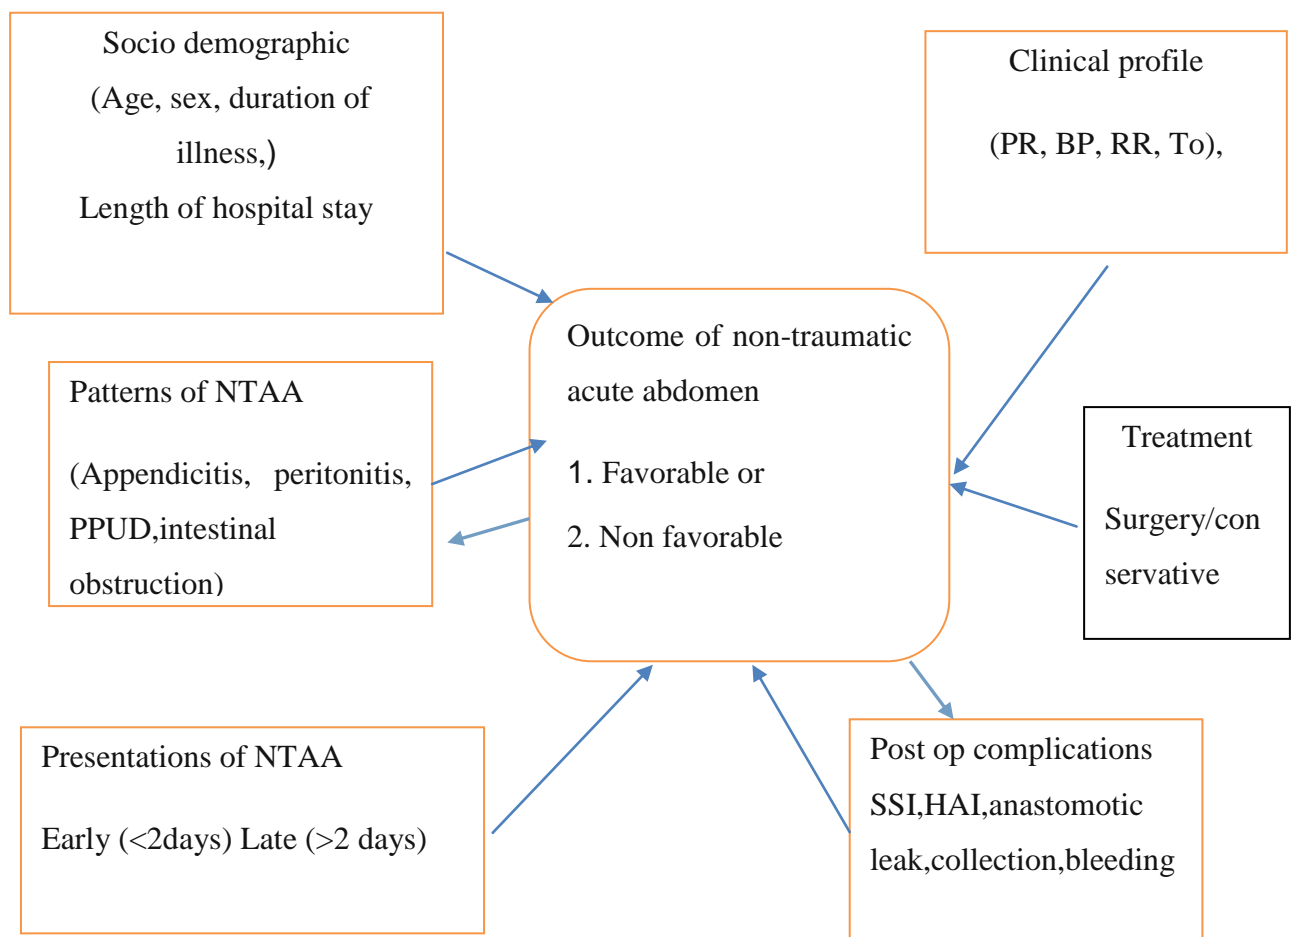 Socio demographic
(Age, sex, duration of
illness,)
Length of hospital stay
Clinical profile
(PR, BP, RR, To),
Outcome of non-traumatic
acute abdomen
1. Favorable or
2. Non favorable
Patterns of NTAA
(Appendicitis, peritonitis,
PPUD,intestinal
obstruction)
Treatment
Surgery/con
servative
Presentations of NTAA
Early (<2days) Late (>2 days)
Post op complications
SSI,HAI,anastomotic
leak,collection,bleeding